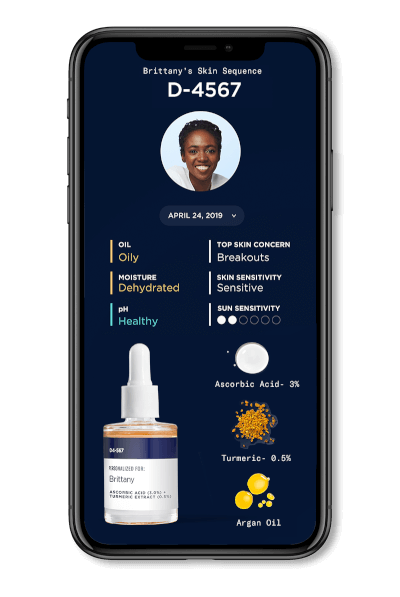 Brittany's Skin Sequence
D-4567
APRIL 24, 2019
OIL
Oily
TOP SKIN CONCERN
Breakouts
MOISTURE
Dehydrated
SKIN SENSITIVITY
Sensitive
pH
Healthy
SUN SENSITIVITY
Ascorbic Acid- 3%
Turmeric- 0.5%
Argan Oil
D4-567
PERSONALIZED FOR:
Brittany
ASCORBIC ACID (3.0%) +
TURMERIC EXTRACT (0.5%)